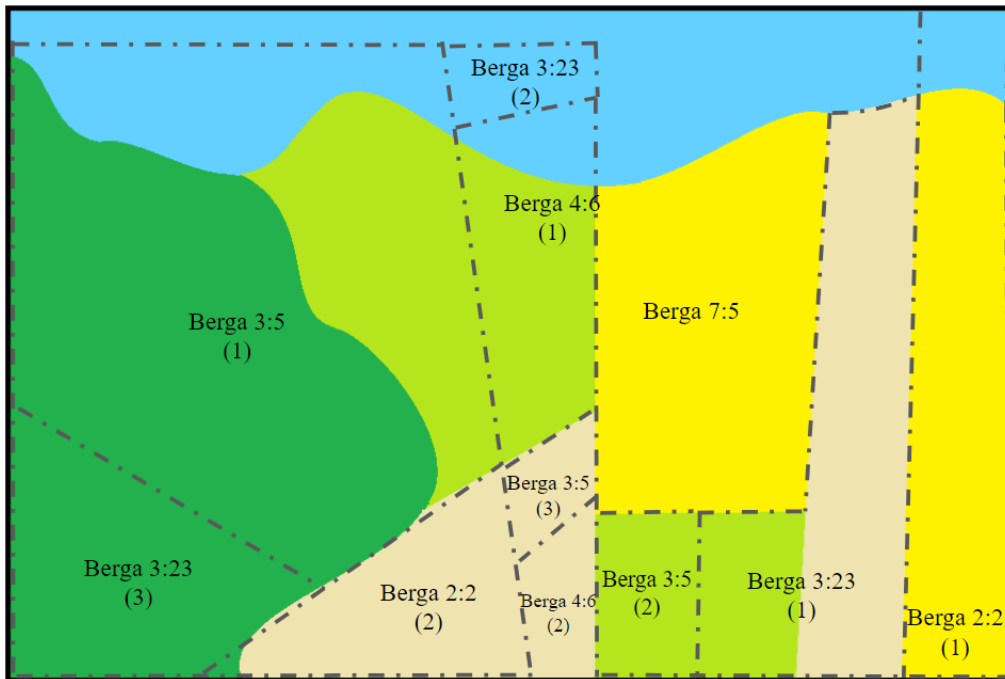 Berga 3:23
(2)
Berga 4:6
(1)
Berga 7:5
Berga 3:5
(1)
Berga 3:5
(3)
Berga 3:23
(3)
Berga 2:2
(2)
Berga 4:6
(2)
Berga 3:5
(2)
Berga 3:23
(1)
Berga 2:2
(1)